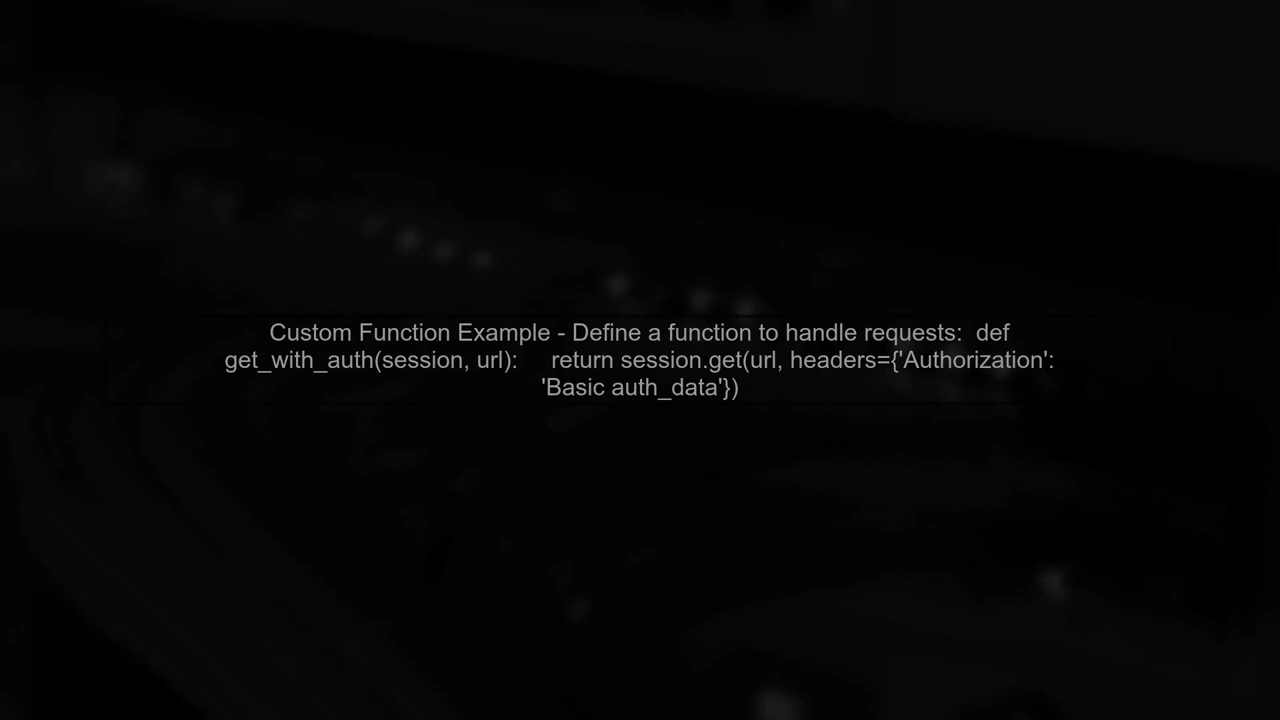 Custom Function Example - Define a function to handle requests:  def
get_with_auth(session, url):     return session.get(url, headers={'Authorization':
'Basic auth_data'})